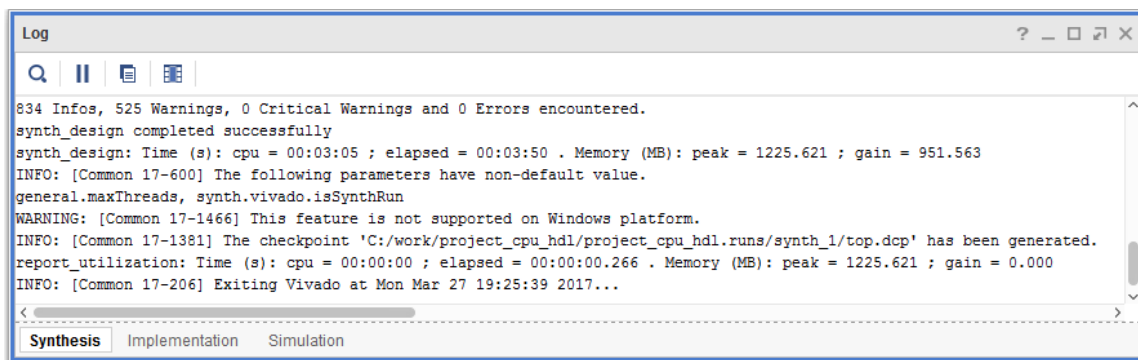 Log
834 Infos, 525 Warnings, 0 Critical Warnings and 0 Errors encountered.
synth_design completed successfully
synth_design: Time (s): cpu = 00:03:05 ; elapsed = 00:03:50 . Memory (MB): peak = 1225.621 ; gain = 951.563
INFO: [Common 17-600] The following parameters have non-default value.
general.maxThreads, synth.vivado.isSynthRun
WARNING: [Common 17-1466] This feature is not supported on Windows platform.
INFO: [Common 17-1381] The checkpoint 'C:/work/project_cpu_hdl/project_cpu_hdl.runs/synth_1/top.dcp' has been generated.
report_utilization: Time (s): cpu = 00:00:00 ; elapsed = 00:00:00.266 . Memory (MB): peak = 1225.621 ; gain = 0.000
INFO: [Common 17-206] Exiting Vivado at Mon Mar 27 19:25:39 2017...
Synthesis Implementation Simulation